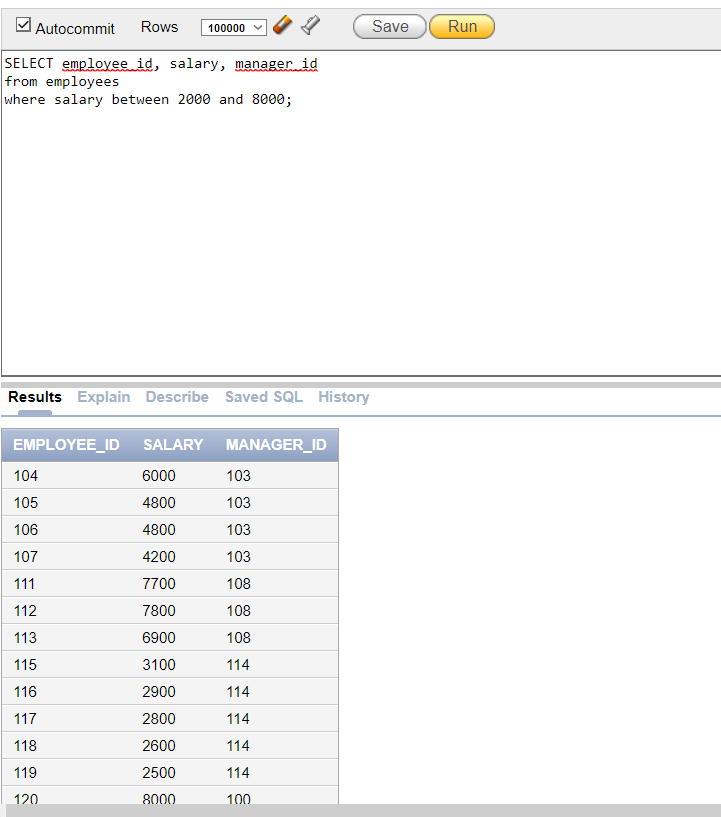 Autocommit Rows 100000 Save Run
SELECT employee_id, salary, manager_id
from employees
where salary between 2000 and 8000;
Results Explain Describe Saved SQL History
EMPLOYEE_ID SALARY MANAGER_ID
104 6000 103
105 4800 103
106 4800 103
107 4200 103
111 7700 108
112 7800 108
113 6900 108
115 3100 114
116 2900 114
117 2800 114
118 2600 114
119 2500 114
120 8000 100